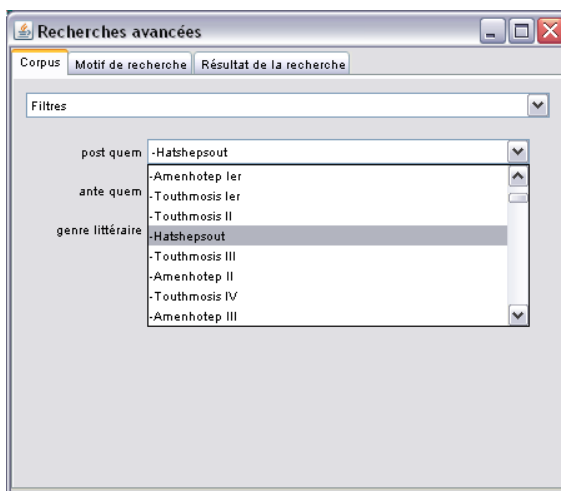 Recherches avancées
Corpus Motif de recherche Résultat de la recherche
Filtres
post quem -Hatshepsout
ante quem
genre littéraire
-Amenhotep Ier
-Touthmosis Ier
-Touthmosis II
-Hatshepsout
-Touthmosis III
-Amenhotep II
-Touthmosis IV
-Amenhotep III